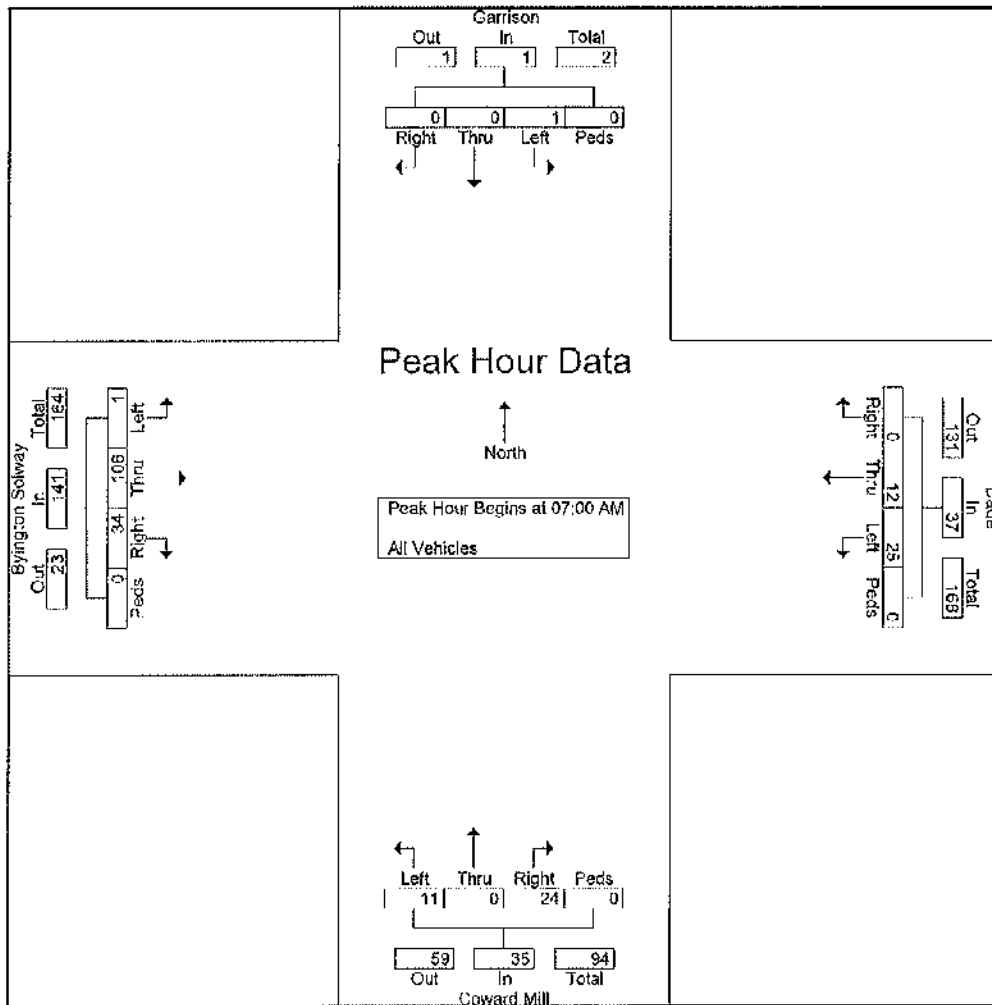 Garrison
Out In Total
1 1 2
0 0 1 0
Right Thru Left Peds
Peak Hour Data
North
Peak Hour Begins at 07:00 AM
All Vehicles
Byington Solway
Out In Total
23 141 164
Peds Right Thru Left
0 34 106 1
Out In Total
131 37 168
Right Thru Left Peds
0 12 25 0
Left Thru Right Peds
11 0 24 0
59 35 94
Out In Total
Coward Mill